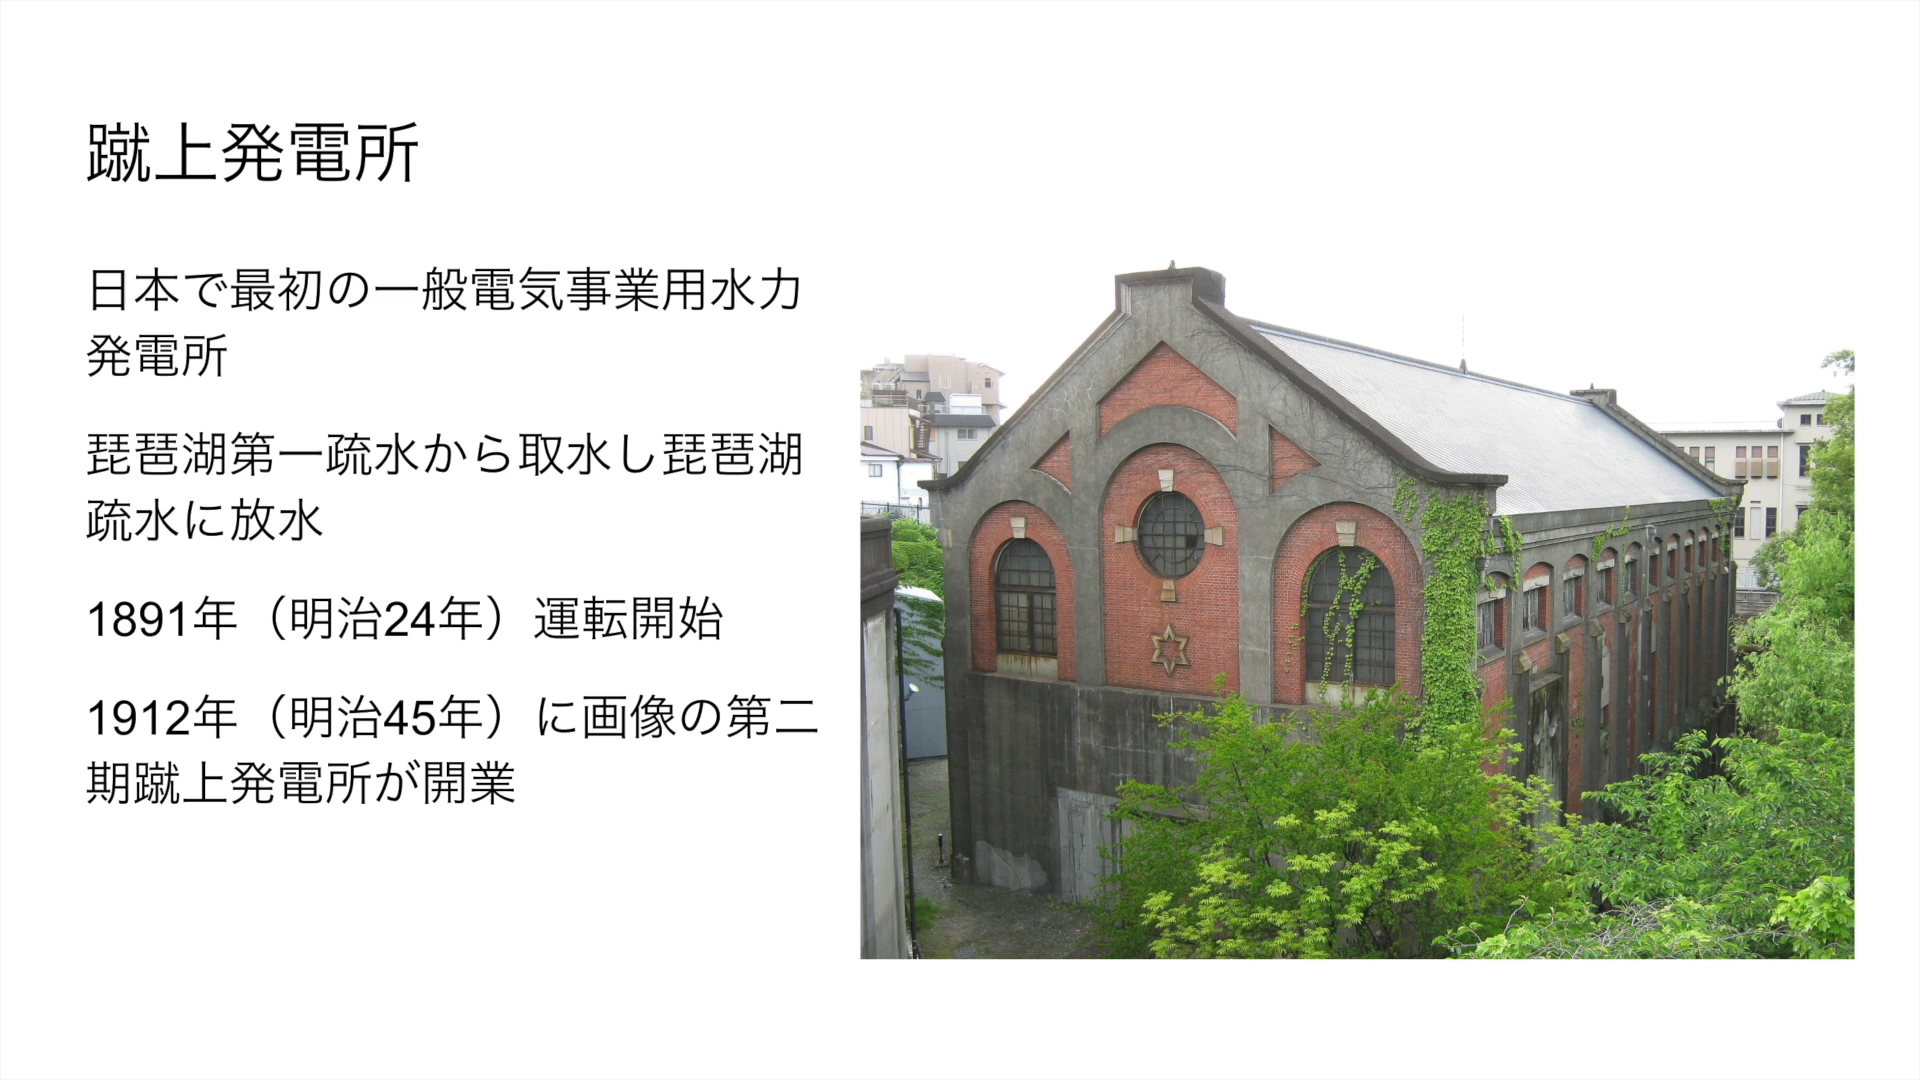 蹴上発電所
日本で最初の一般電気事業用水力
発電所
琵琶湖第一疏水から取水し琵琶湖
疏水に放水
1891年（明治24年）運転開始
1912年（明治45年）に画像の第二
期蹴上発電所が開業